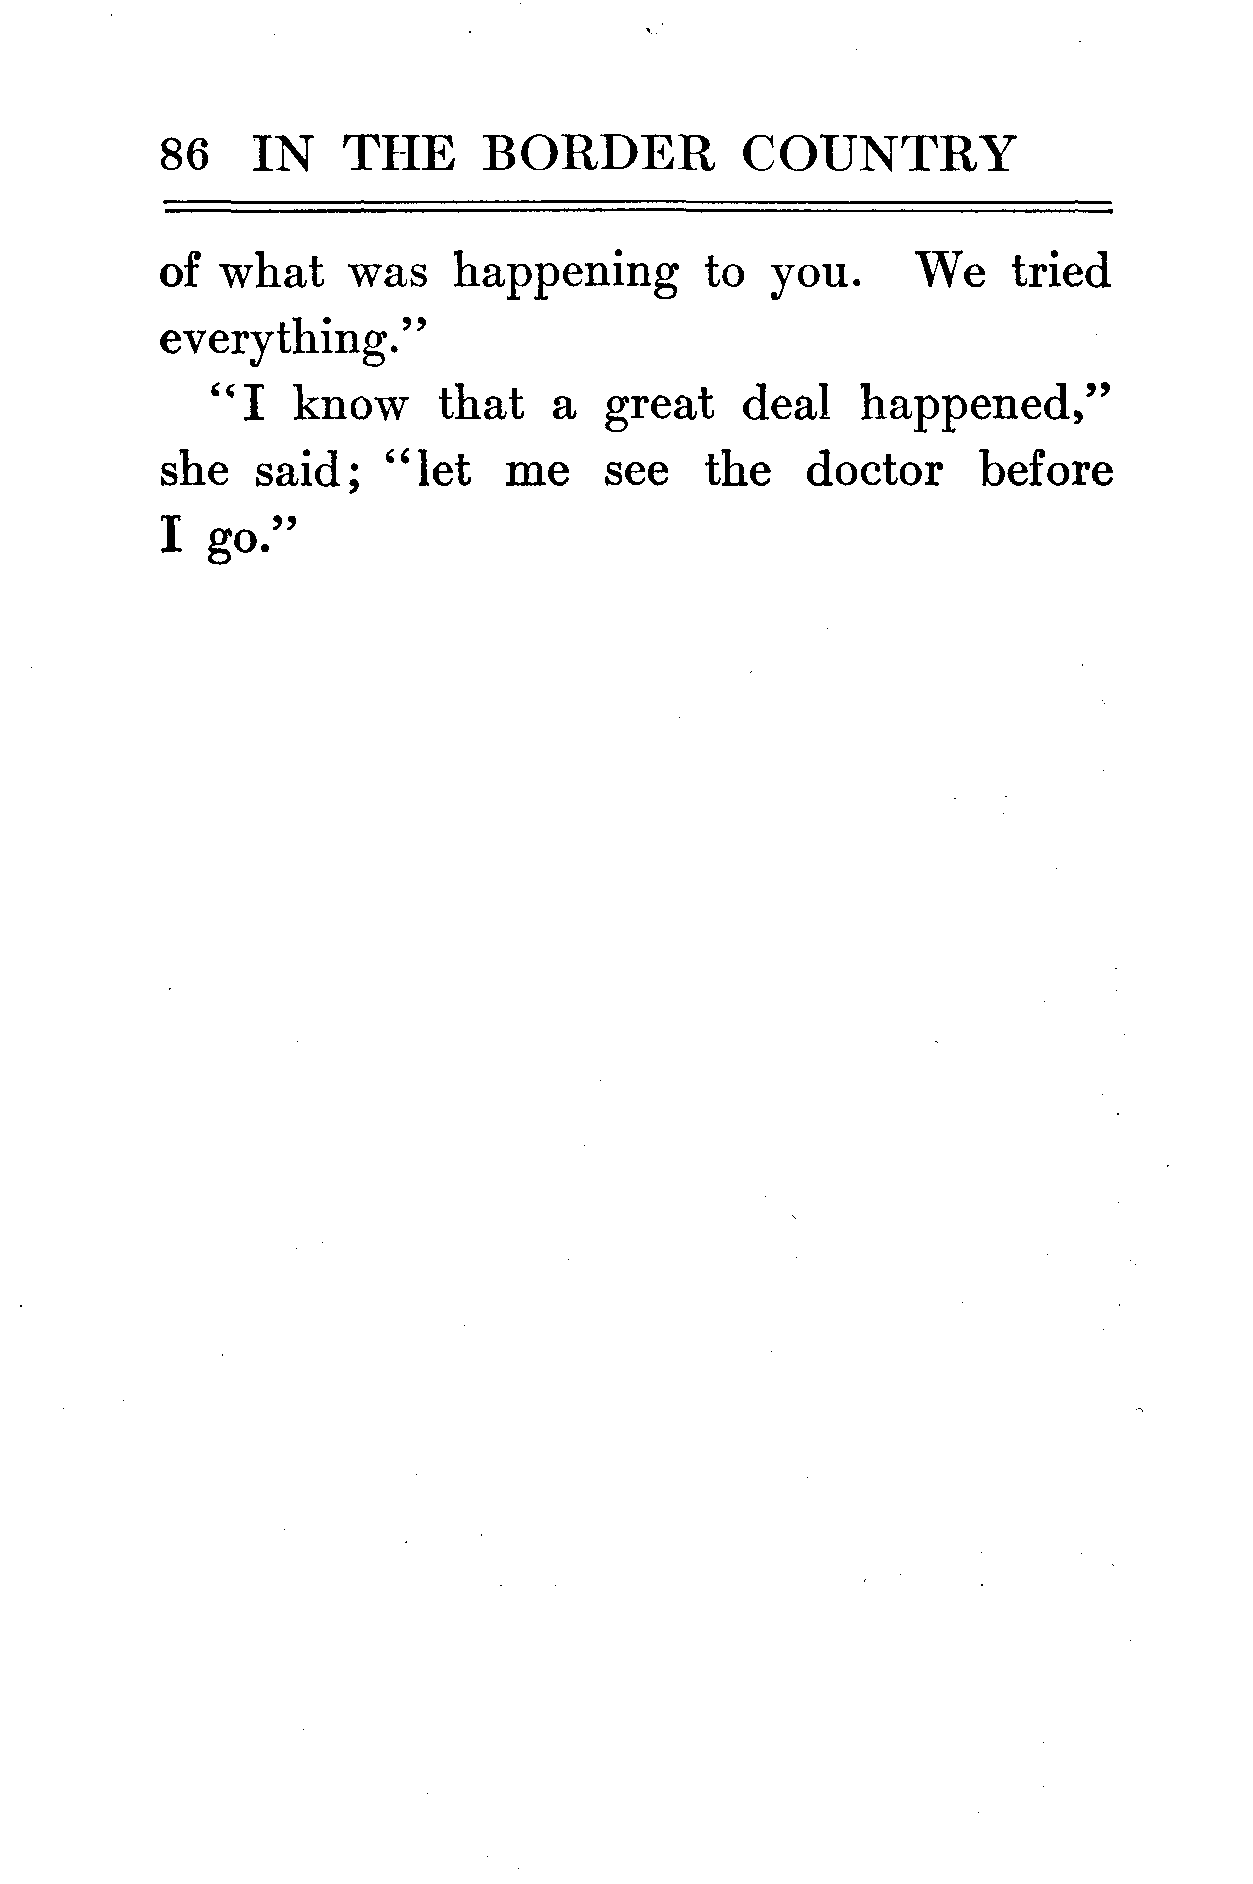 86 IN THE BORDER COUNTRY
of what was happening to you. We tried
everything.”
“I know that a great deal happened,”
she said; “let me see the doctor before
I go.”